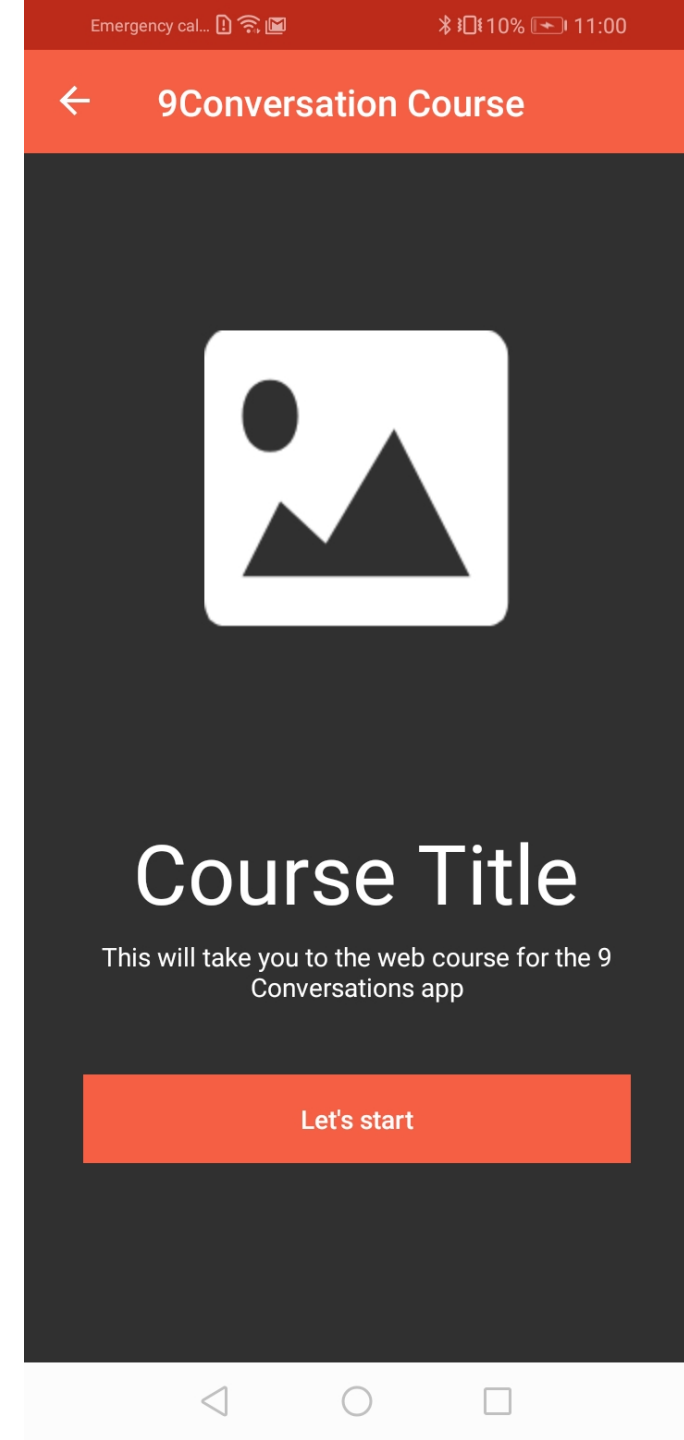 Emergency cal... 10% 11:00
9Conversation Course
Course Title
This will take you to the web course for the 9
Conversations app
Let's start